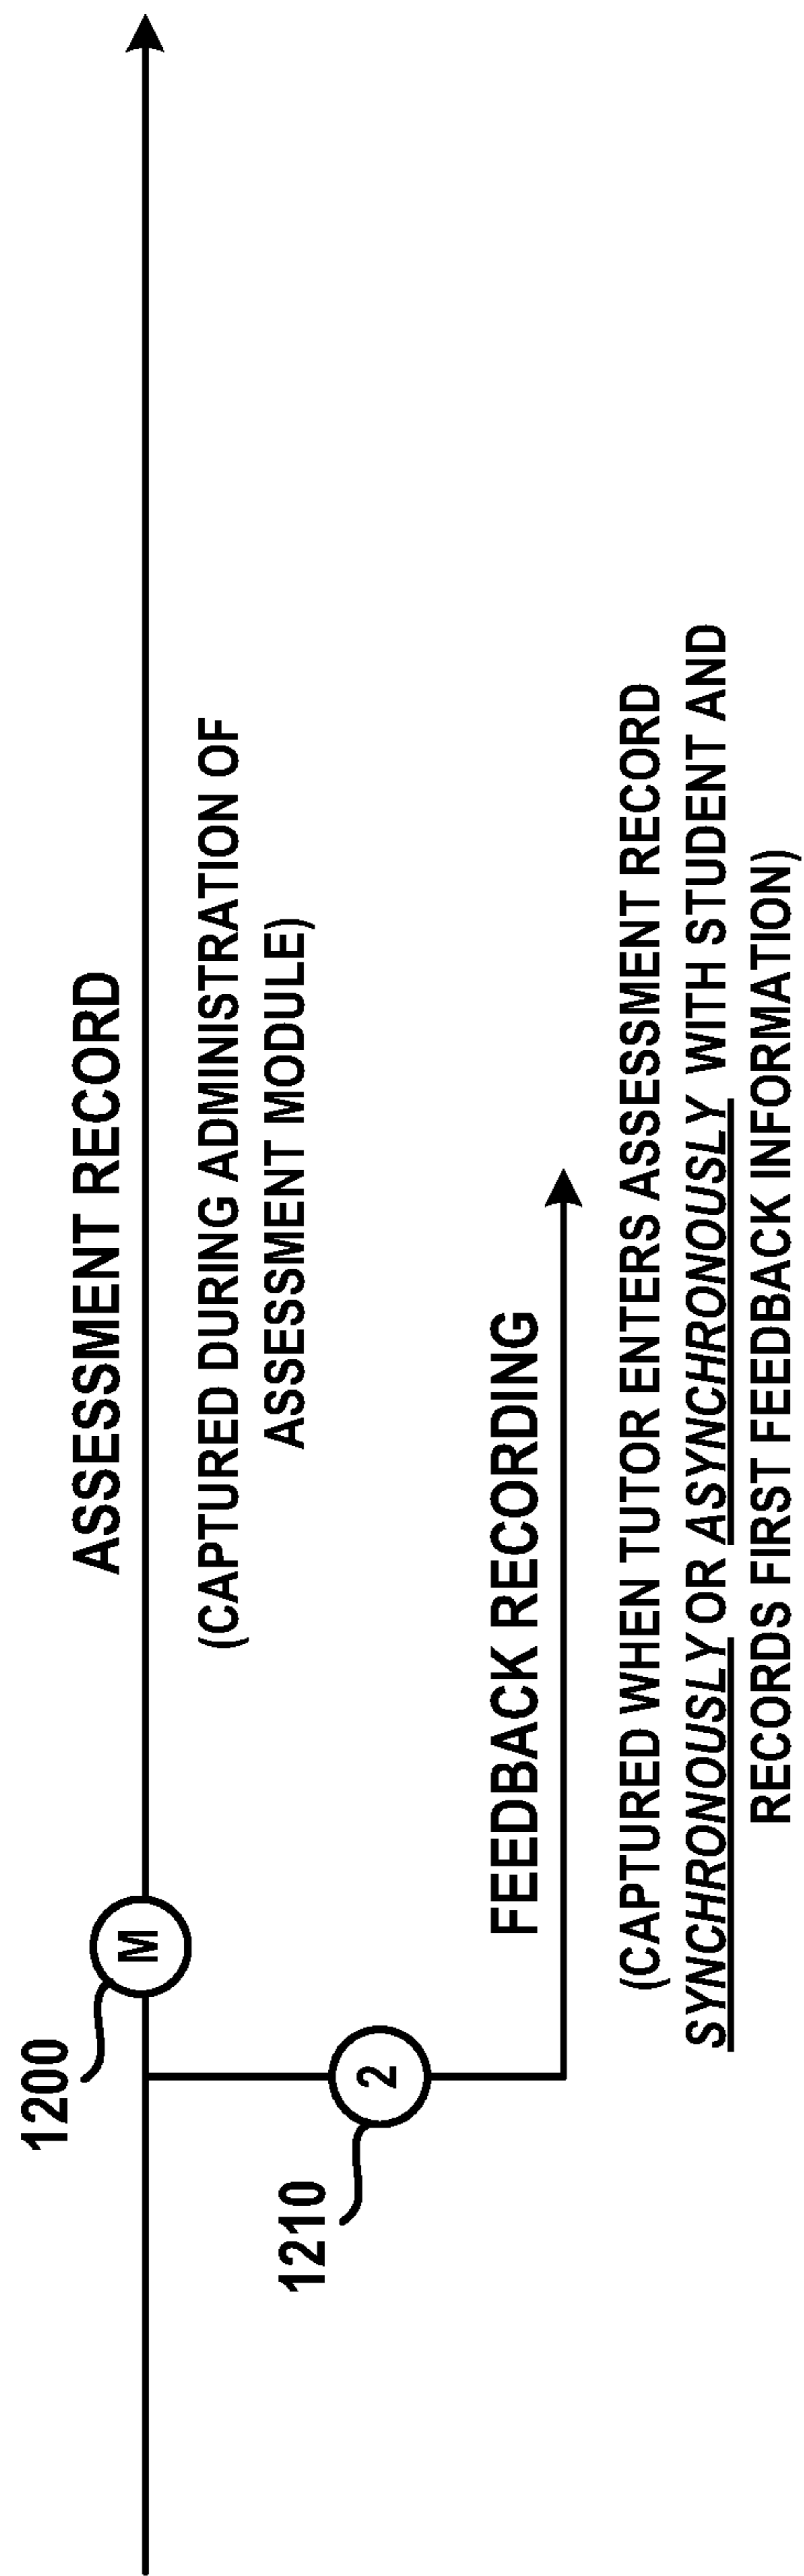 ASSESSMENT RECORD
1200
M
(CAPTURED DURING ADMINISTRATION OF
ASSESSMENT MODULE)
1210
2
FEEDBACK RECORDING
(CAPTURED WHEN TUTOR ENTERS ASSESSMENT RECORD
SYNCHRONOUSLY OR ASYNCHRONOUSLY WITH STUDENT AND
RECORDS FIRST FEEDBACK INFORMATION)